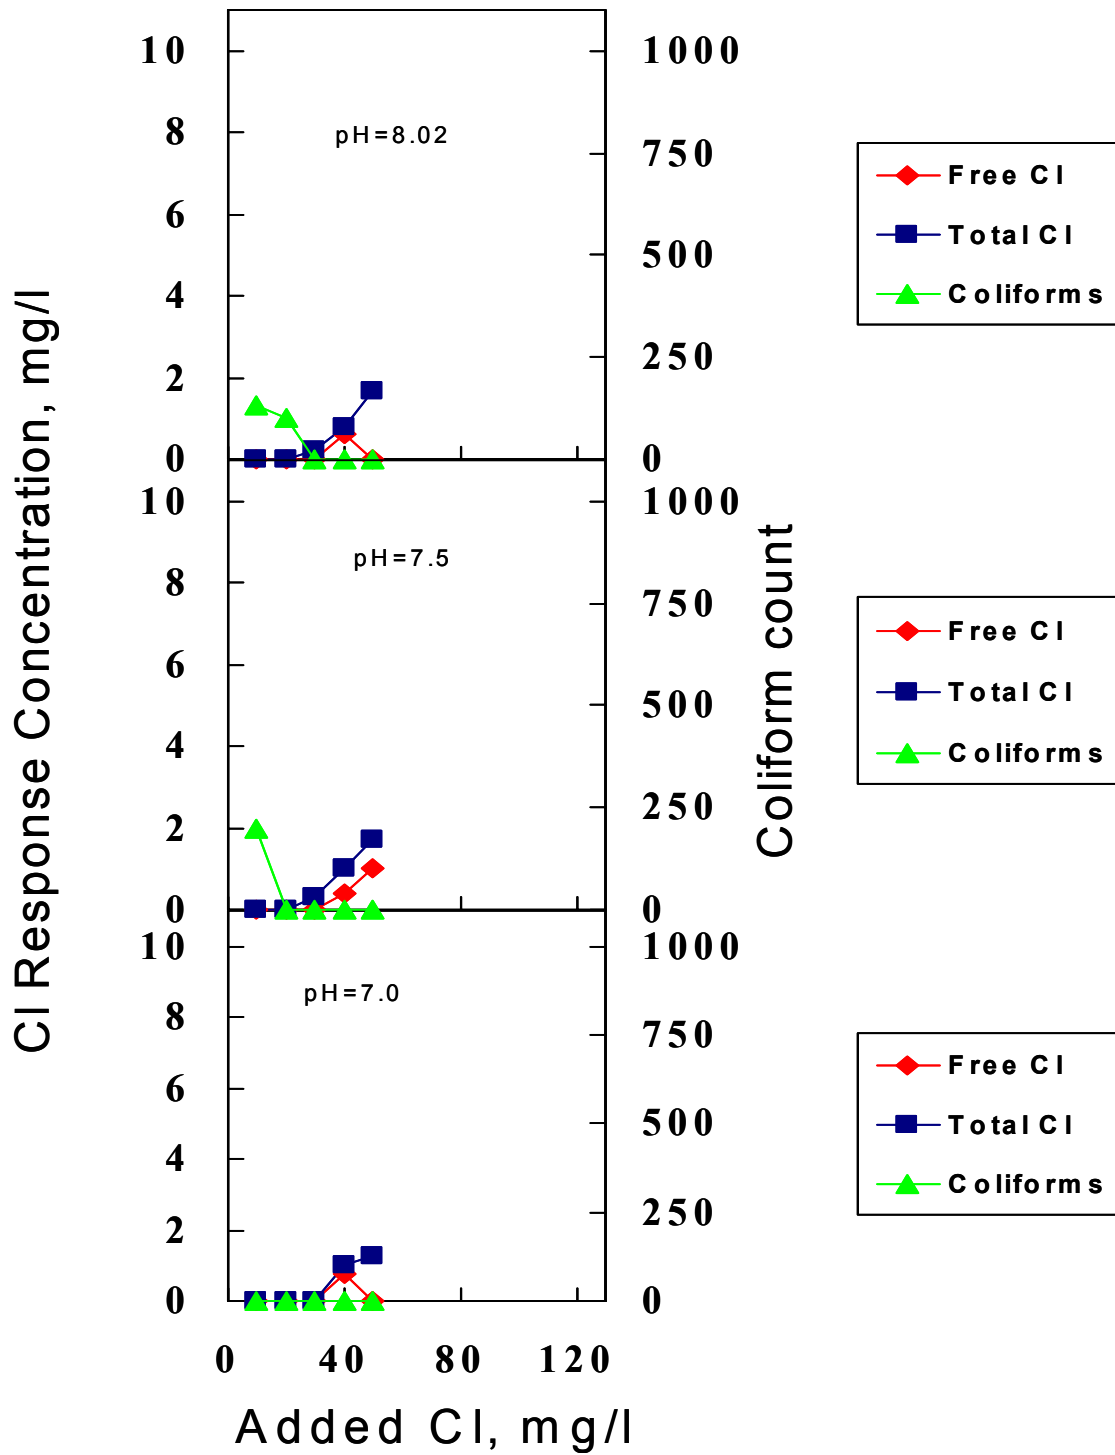 Cl Response Concentration, mg/l
10
8
6
4
2
0
pH=8.02
1000
750
500
250
0
Free Cl
Total Cl
Coliforms
10
8
6
4
2
0
pH=7.5
1000
750
500
250
0
Coliform count
Free Cl
Total Cl
Coliforms
10
8
6
4
2
0
pH=7.0
1000
750
500
250
0
Free Cl
Total Cl
Coliforms
0 40 80 120
Added Cl, mg/l